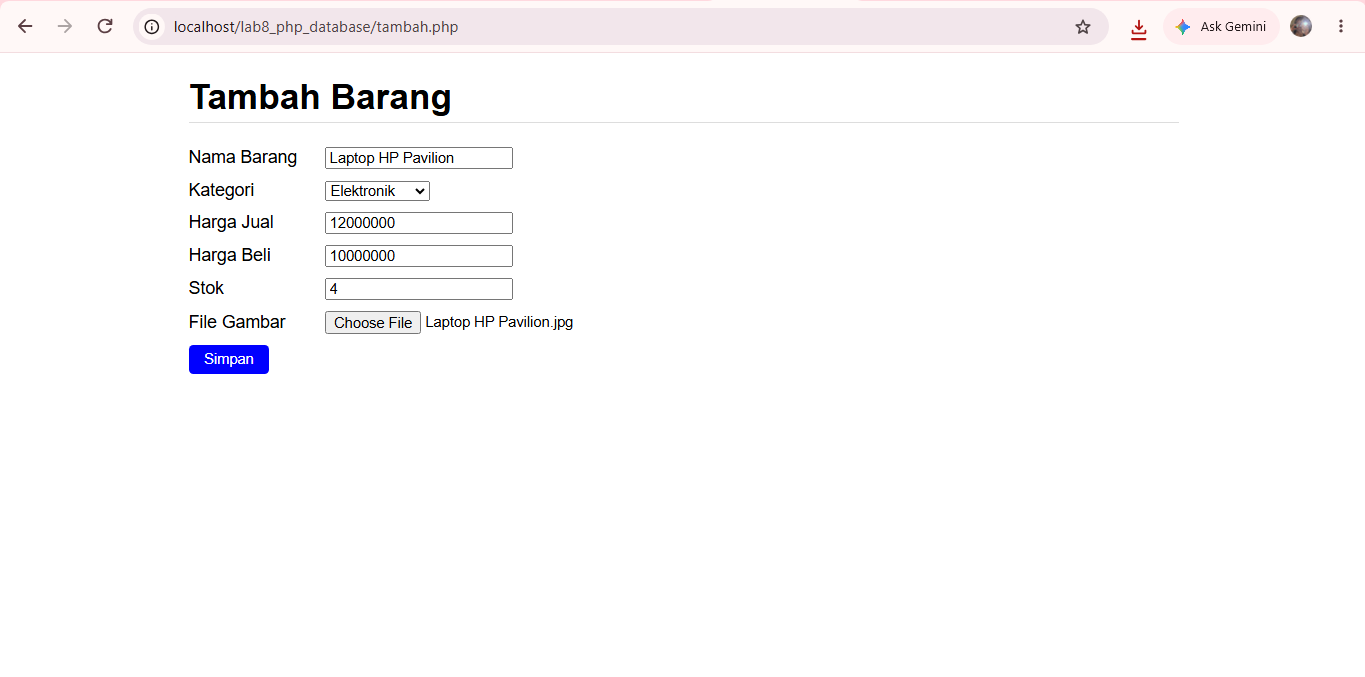 localhost/lab8_php_database/tambah.php
Ask Gemini
Tambah Barang
Nama Barang Laptop HP Pavilion
Kategori Elektronik
Harga Jual 12000000
Harga Beli 10000000
Stok 4
File Gambar Choose File Laptop HP Pavilion.jpg
Simpan